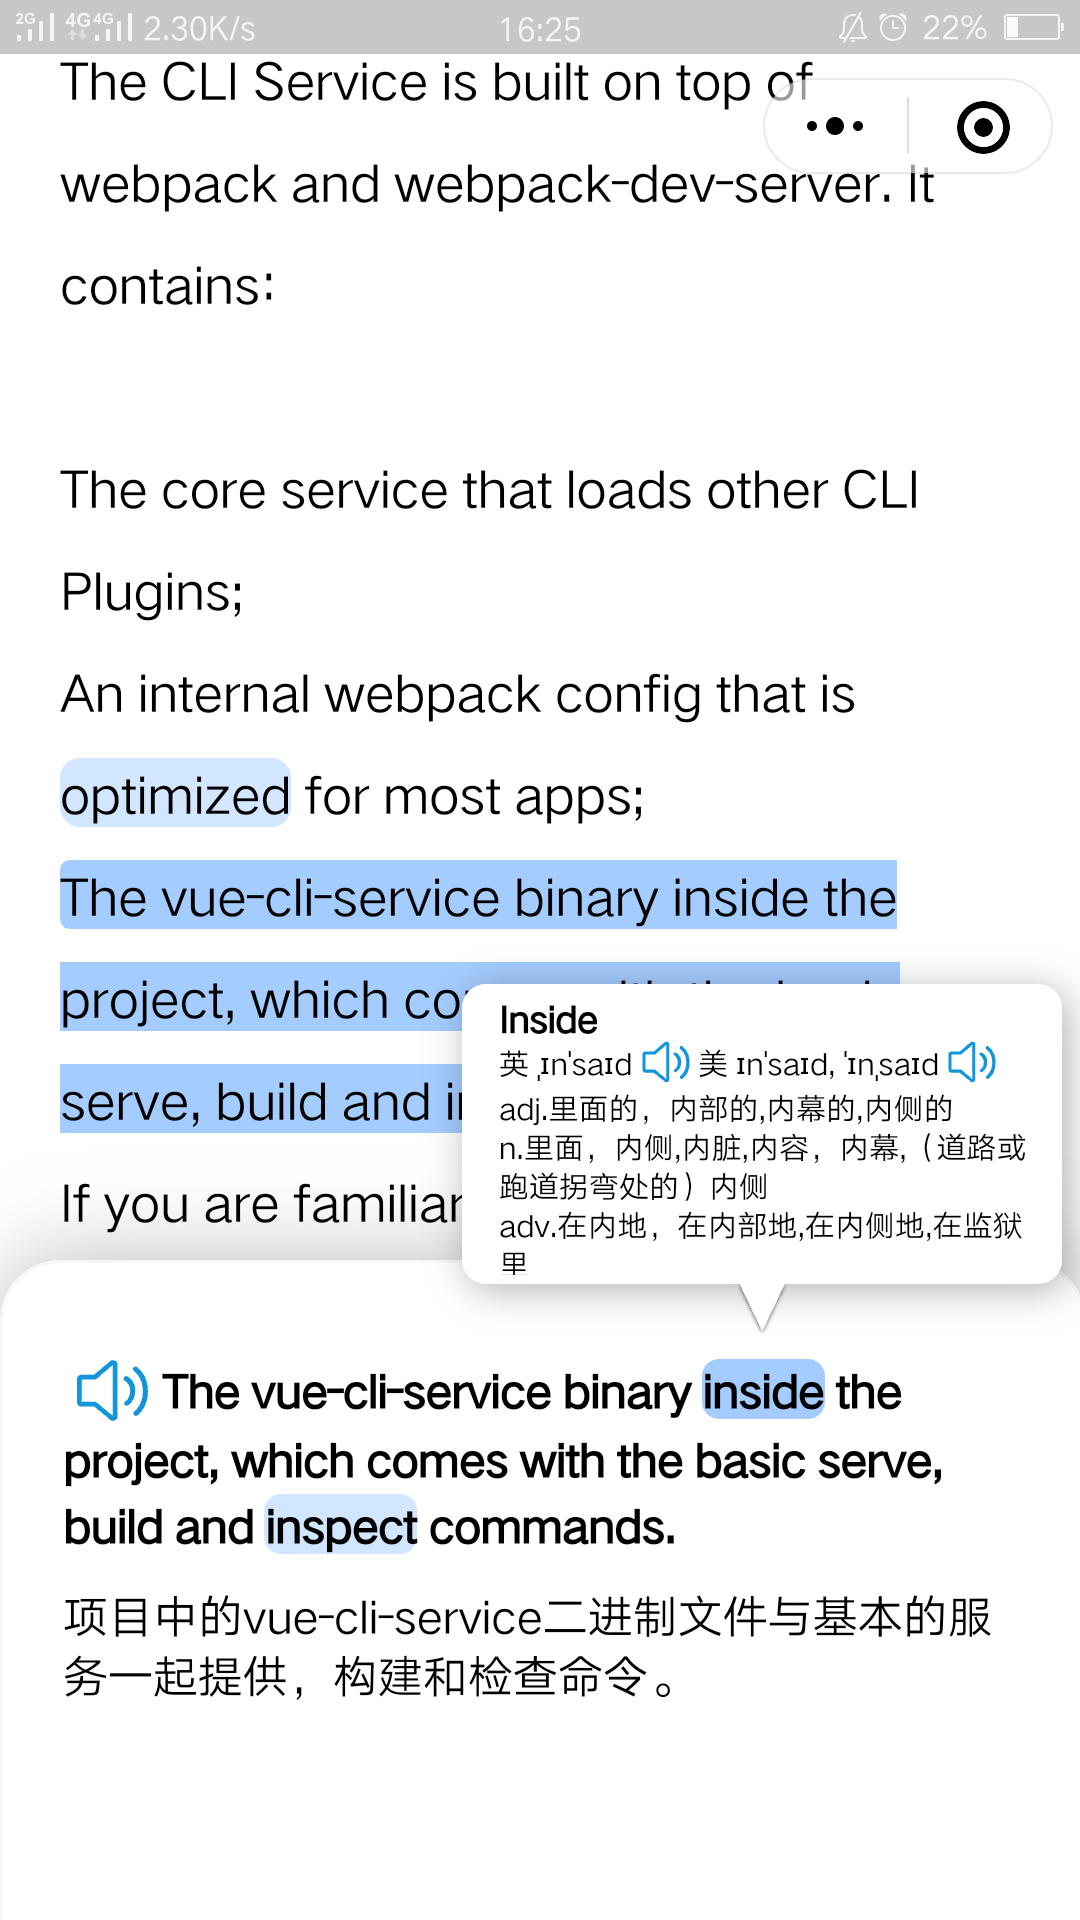 2G 4G 4G 2.30K/s 16:25 22%
The CLI Service is built on top of
webpack and webpack-dev-server. It
contains:
The core service that loads other CLI
Plugins;
An internal webpack config that is
optimized for most apps;
The vue-cli-service binary inside the
project, which
serve, build and
If you are familiar
Inside
英 ˌɪn'saɪd 美 ɪn'saɪd, 'ɪnˌsaɪd
adj.里面的，内部的,内幕的,内侧的
n.里面，内侧,内脏,内容，内幕,（道路或
跑道拐弯处的）内侧
adv.在内地，在内部地,在内侧地,在监狱
里
The vue-cli-service binary inside the
project, which comes with the basic serve,
build and inspect commands.
项目中的vue-cli-service二进制文件与基本的服
务一起提供，构建和检查命令。